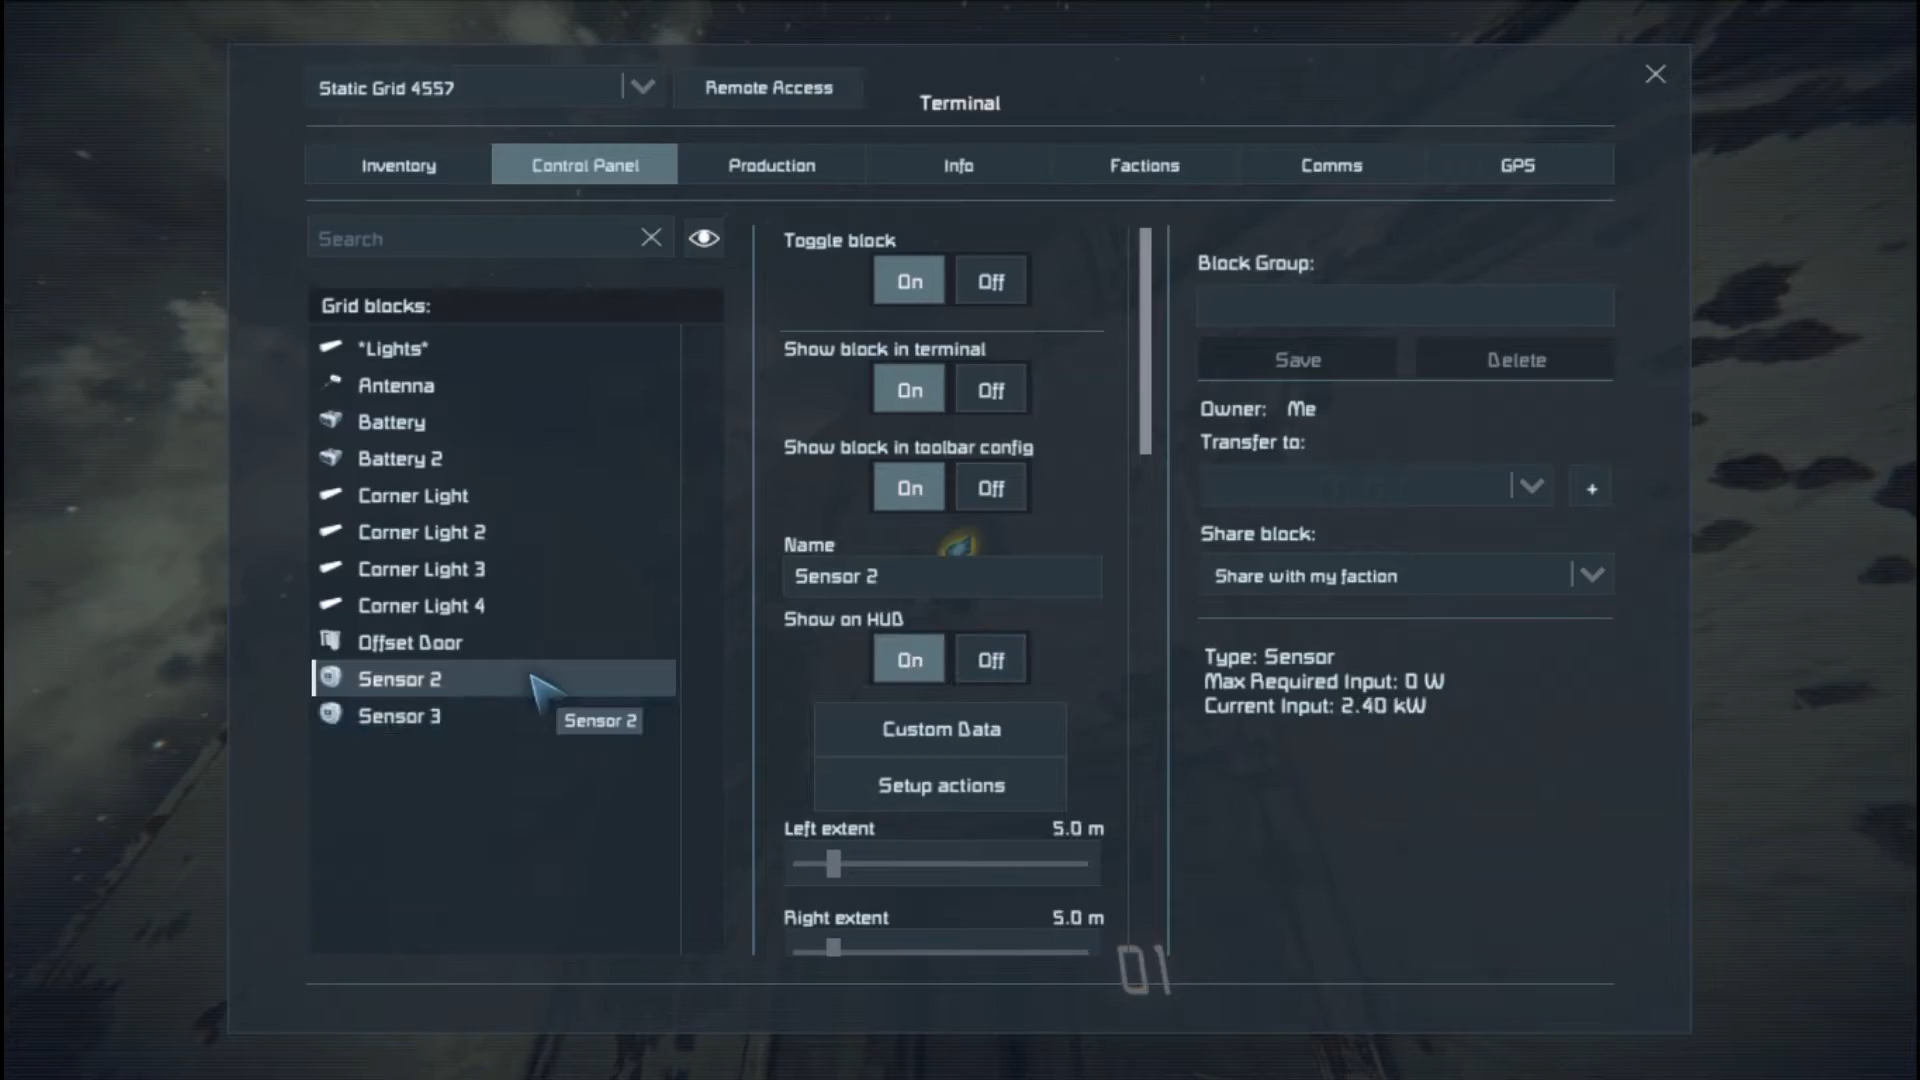 Static Grid 4557
Remote Access
Terminal
Inventory
Control Panel
Production
Info
Factions
Comms
GPS
Search
Grid blocks:
*Lights*
Antenna
Battery
Battery 2
Corner Light
Corner Light 2
Corner Light 3
Corner Light 4
Offset Door
Sensor 2
Sensor 2
Sensor 3
Toggle block
On Off
Show block in terminal
On Off
Show block in toolbar config
On Off
Name
Sensor 2
Show on HUD
On Off
Custom Data
Setup actions
Left extent 5.0 m
Right extent 5.0 m
01
Block Group:
Save Delete
Owner: Me
Transfer to:
+
Share block:
Share with my faction
Type: Sensor
Max Required Input: 0 W
Current Input: 2.40 kW